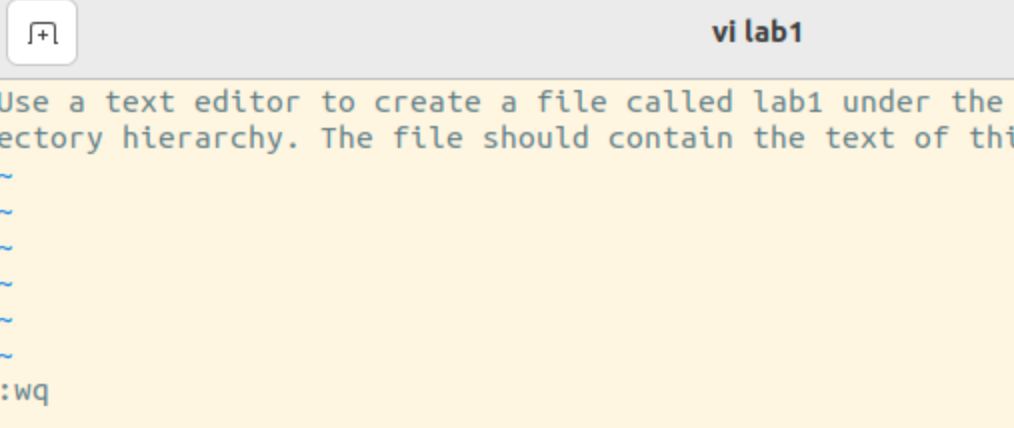 vi lab1
Use a text editor to create a file called lab1 under the
ectory hierarchy. The file should contain the text of thi
~
~
~
~
~
~
:wq